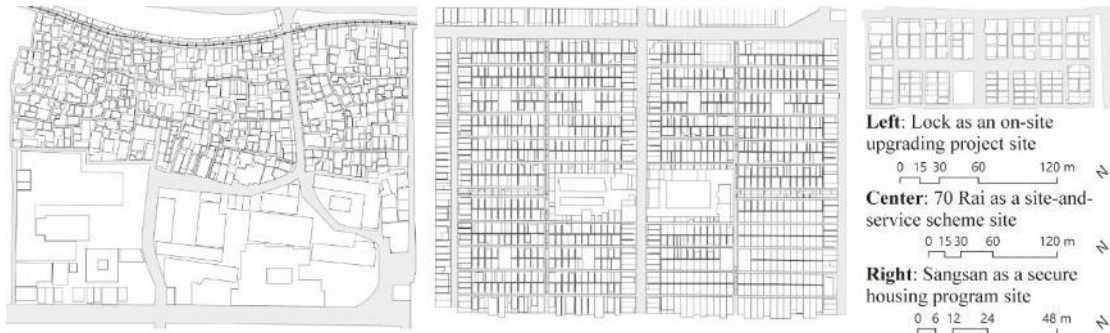 Left: Lock as an on-site
upgrading project site
0 15 30 60 120 m
N
Center: 70 Rai as a site-and-
service scheme site
0 15 30 60 120 m
N
Right: Sangsan as a secure
housing program site
0 6 12 24 48 m
N